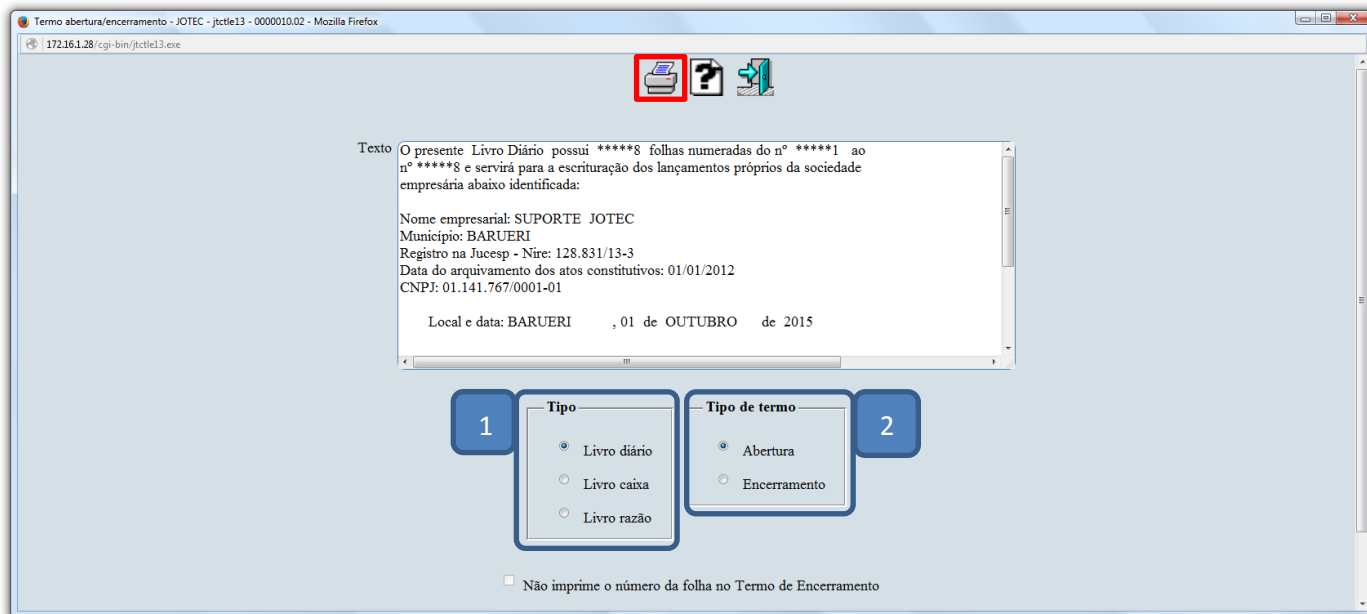 Termo abertura/encerramento - JOTEC - jtctle13 - 0000010.02 - Mozilla Firefox
172.16.1.28/cgi-bin/jtctle13.exe
Texto
O presente Livro Diário possui *****8 folhas numeradas do nº *****1 ao
nº *****8 e servirá para a escrituração dos lançamentos próprios da sociedade
empresária abaixo identificada:
Nome empresarial: SUPORTE JOTEC
Municipio: BARUERI
Registro na Jucesp - Nire: 128.831/13-3
Data do arquivamento dos atos constitutivos: 01/01/2012
CNPJ: 01.141.767/0001-01
Local e data: BARUERI , 01 de OUTUBRO de 2015
1
Tipo
Livro diário
Livro caixa
Livro razão
Tipo de termo
Abertura
Encerramento
2
Não imprime o número da folha no Termo de Encerramento